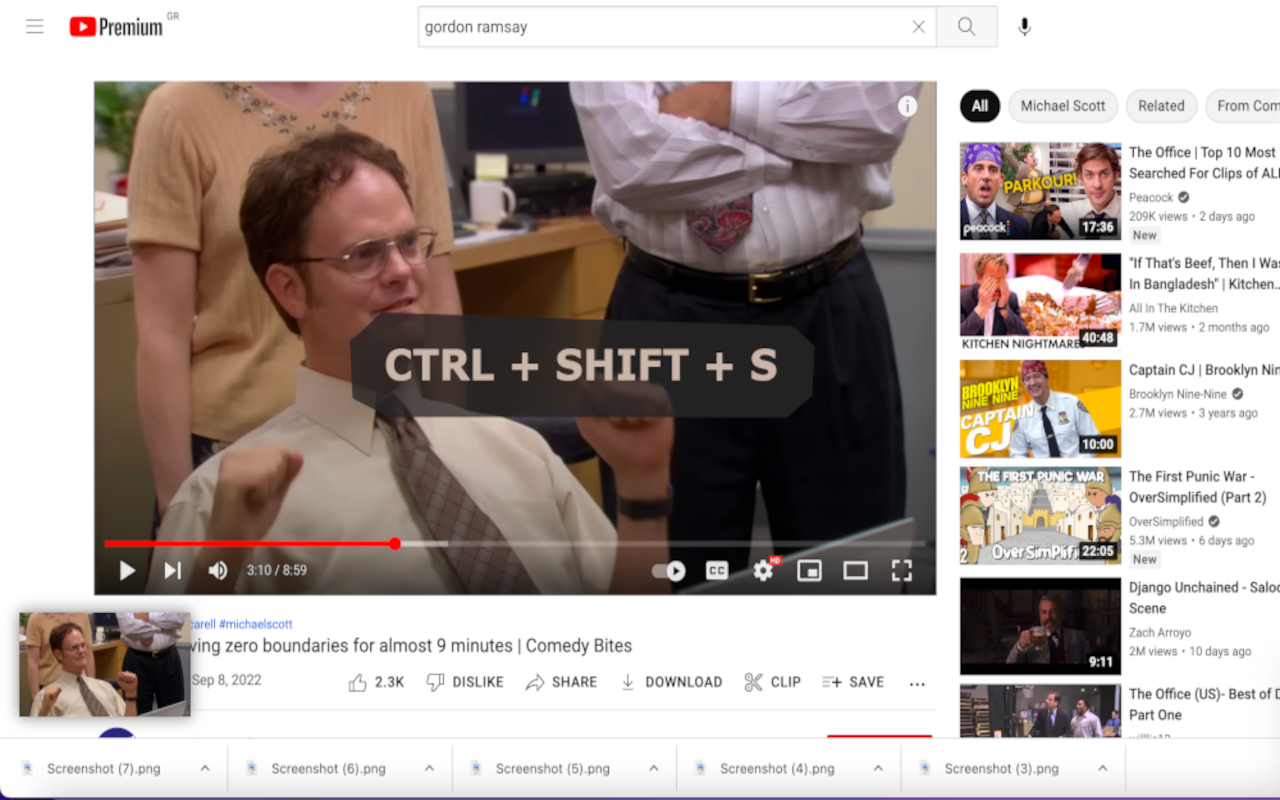 Premium GR
gordon ramsay
CTRL + SHIFT + S
3:10 / 8:59
CC
HD
carell #michaelscott
ving zero boundaries for almost 9 minutes | Comedy Bites
Sep 8, 2022
2.3K
DISLIKE
SHARE
DOWNLOAD
CLIP
SAVE
All
Michael Scott
Related
From Com
PARKOUR!
peacock
17:36
The Office | Top 10 Most
Searched For Clips of ALL
Peacock
209K views • 2 days ago
New
KITCHEN NIGHTMARES
40:48
"If That's Beef, Then I Was
In Bangladesh" | Kitchen...
All In The Kitchen
1.7M views • 2 months ago
BROOKLYN
NINE NINE
CAPTAIN
CJ
10:00
Captain CJ | Brooklyn Nin
Brooklyn Nine-Nine
2.7M views • 3 years ago
THE FIRST PUNIC WAR
2
OverSimplifi
22:05
The First Punic War -
OverSimplified (Part 2)
OverSimplified
5.3M views • 6 days ago
New
9:11
Django Unchained - Saloo
Scene
Zach Arroyo
2M views • 10 days ago
The Office (US)- Best of D
Part One
Screenshot (7).png
Screenshot (6).png
Screenshot (5).png
Screenshot (4).png
Screenshot (3).png